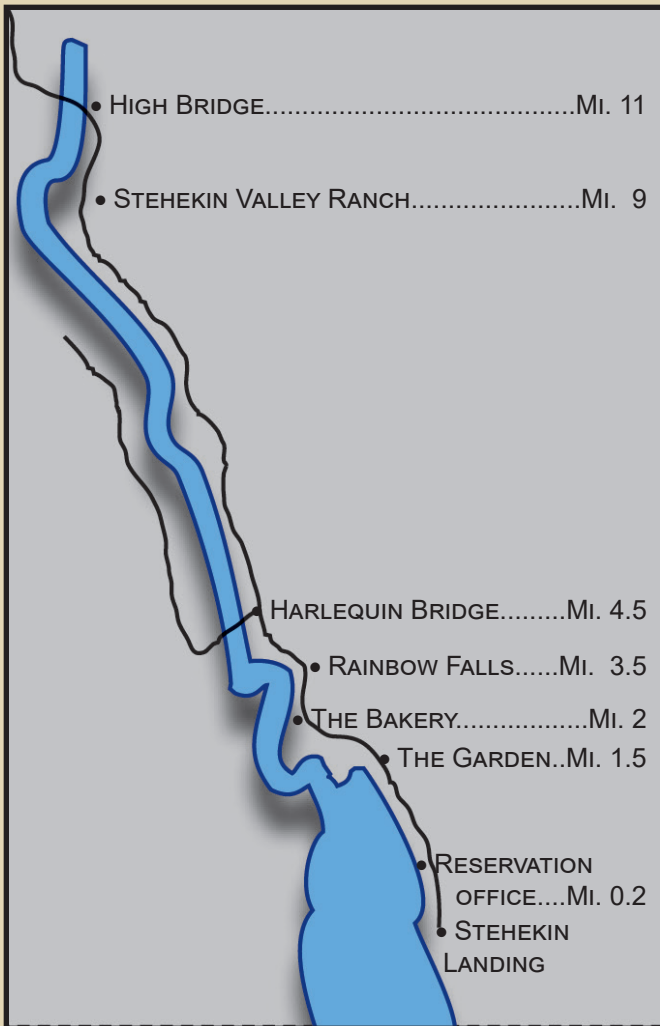 High Bridge.........................................Mi. 11
Stehekin Valley Ranch......................Mi. 9
Harlequin Bridge.........Mi. 4.5
Rainbow Falls......Mi. 3.5
The Bakery..................Mi. 2
The Garden..Mi. 1.5
Reservation
office....Mi. 0.2
Stehekin
Landing